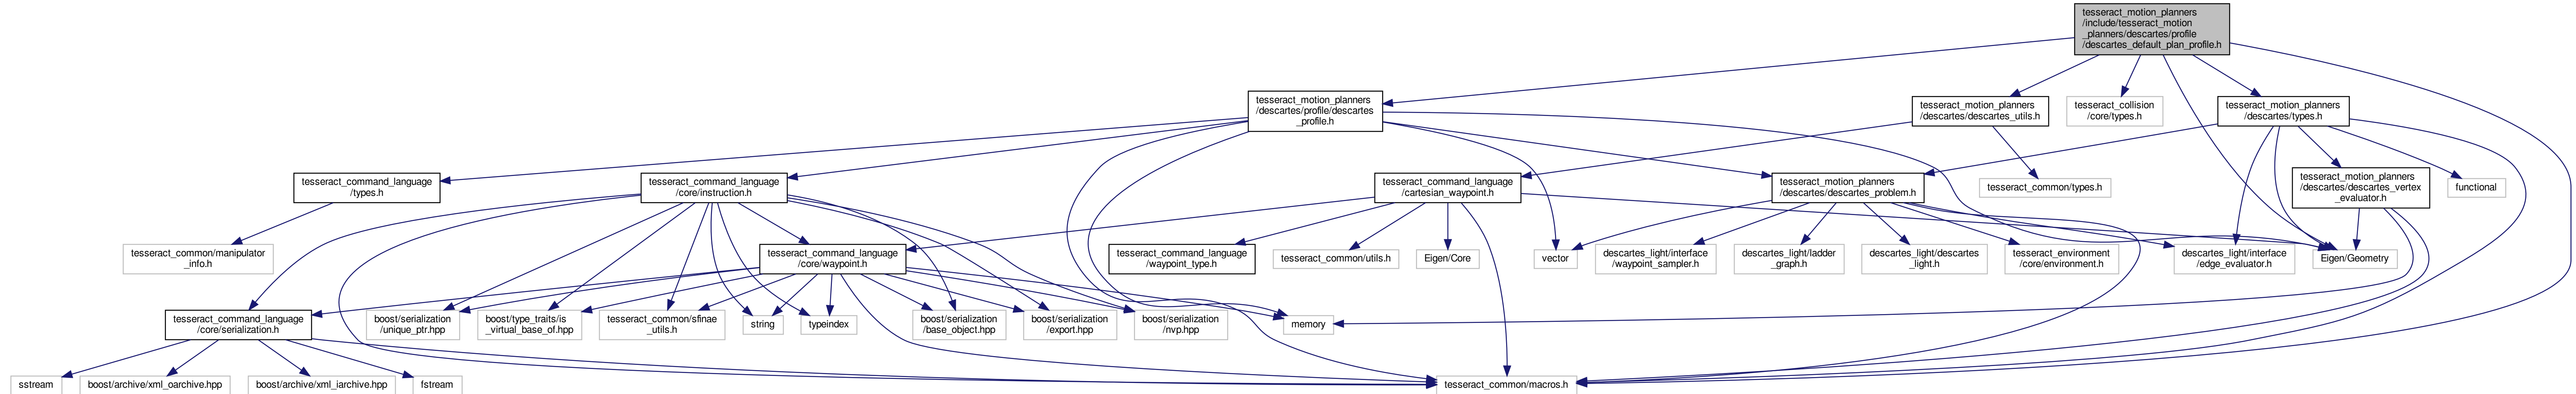 tesseract_motion_planners
/include/tesseract_motion
_planners/descartes/profile
/descartes_default_plan_profile.h
tesseract_motion_planners
/descartes/profile/descartes
_profile.h
tesseract_motion_planners
/descartes/descartes_utils.h
tesseract_collision
/core/types.h
tesseract_motion_planners
/descartes/types.h
tesseract_command_language
/types.h
tesseract_command_language
/core/instruction.h
tesseract_command_language
/cartesian_waypoint.h
tesseract_motion_planners
/descartes/descartes_problem.h
tesseract_common/types.h
tesseract_motion_planners
/descartes/descartes_vertex
_evaluator.h
functional
tesseract_common/manipulator
_info.h
tesseract_command_language
/core/waypoint.h
tesseract_command_language
/waypoint_type.h
tesseract_common/utils.h
Eigen/Core
vector
descartes_light/interface
/waypoint_sampler.h
descartes_light/ladder
_graph.h
descartes_light/descartes
_light.h
tesseract_environment
/core/environment.h
descartes_light/interface
/edge_evaluator.h
Eigen/Geometry
tesseract_command_language
/core/serialization.h
boost/serialization
/unique_ptr.hpp
boost/type_traits/is
_virtual_base_of.hpp
tesseract_common/sfinae
_utils.h
string
typeindex
boost/serialization
/base_object.hpp
boost/serialization
/export.hpp
boost/serialization
/nvp.hpp
memory
sstream
boost/archive/xml_oarchive.hpp
boost/archive/xml_iarchive.hpp
fstream
tesseract_common/macros.h